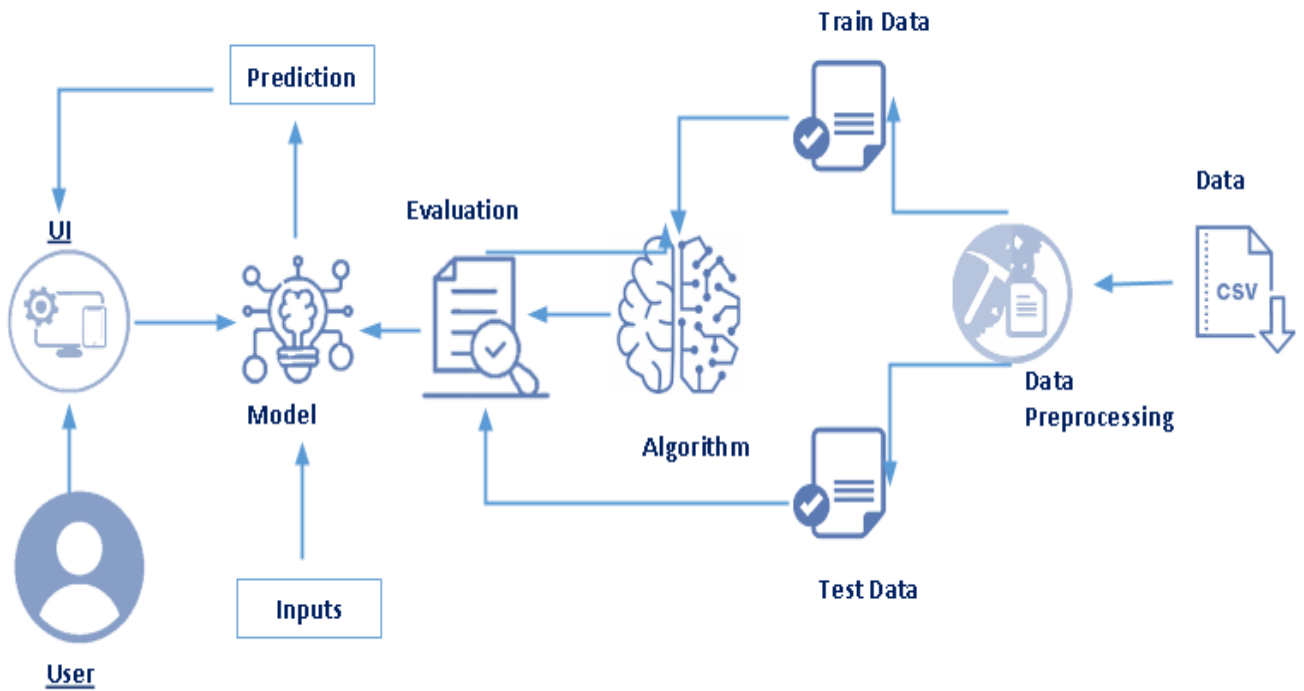 Train Data
Prediction
Data
Evaluation
UI
CSV
Data
Preprocessing
Model
Algorithm
Test Data
Inputs
User